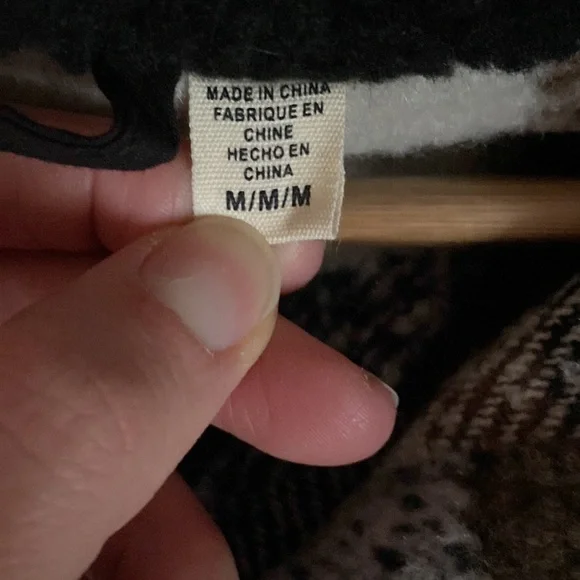 MADE IN CHINA
FABRIQUE EN
CHINE
HECHO EN
CHINA
M/M/M